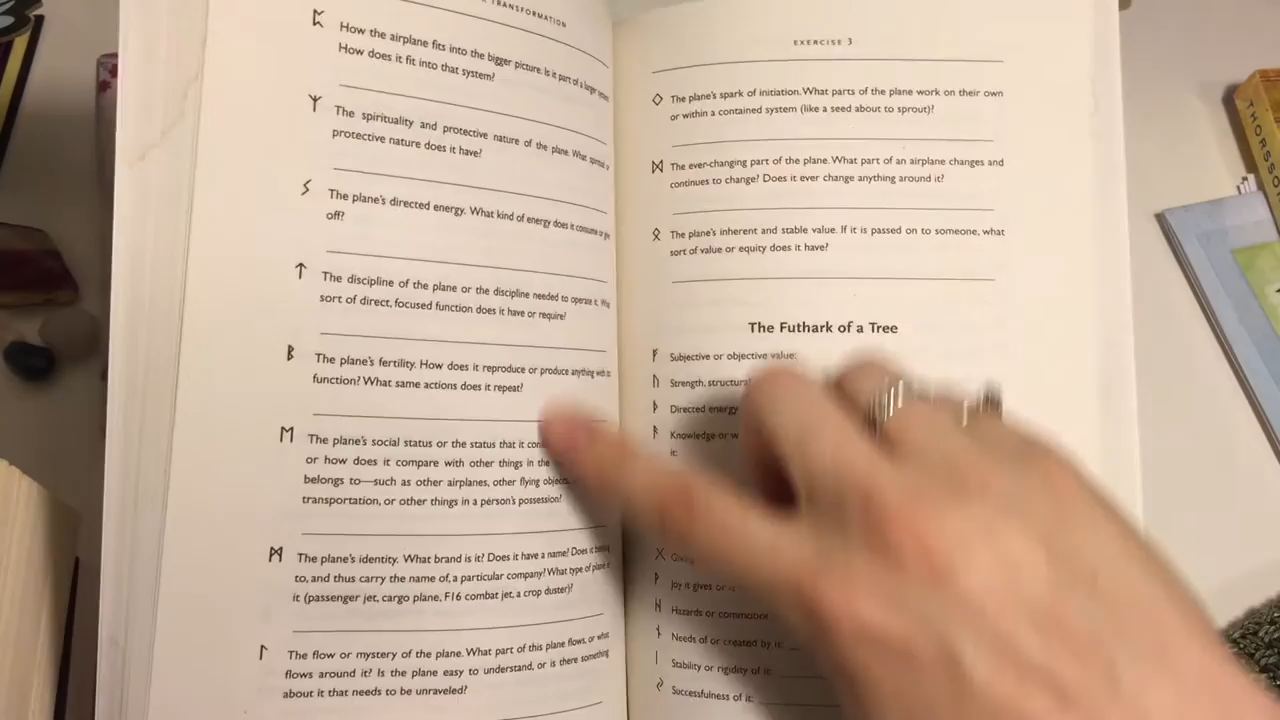 TRANSFORMATION
ᛈ How the airplane fits into the bigger picture. Is it part of a larger system?
How does it fit into that system?
ᛉ The spirituality and protective nature of the plane. What spiritual or
protective nature does it have?
ᛊ The plane's directed energy. What kind of energy does it consume or give
off?
ᛏ The discipline of the plane or the discipline needed to operate it. What
sort of direct, focused function does it have or require?
ᛒ The plane's fertility. How does it reproduce or produce anything with its
function? What same actions does it repeat?
ᛖ The plane's social status or the status that it
or how does it compare with other things in the
belongs to—such as other airplanes, other flying objects,
transportation, or other things in a person's possession?
ᛗ The plane's identity. What brand is it? Does it have a name? Does it belong
to, and thus carry the name of, a particular company? What type of plane is
it (passenger jet, cargo plane, F16 combat jet, a crop duster)?
ᛚ The flow or mystery of the plane. What part of this plane flows, or what
flows around it? Is the plane easy to understand, or is there something
about it that needs to be unraveled?
EXERCISE 3
ᛜ The plane's spark of initiation. What parts of the plane work on their own
or within a contained system (like a seed about to sprout)?
ᛞ The ever-changing part of the plane. What part of an airplane changes and
continues to change? Does it ever change anything around it?
ᛟ The plane's inherent and stable value. If it is passed on to someone, what
sort of value or equity does it have?
The Futhark of a Tree
ᚠ Subjective or objective value:
ᚢ Strength, structural
ᚦ Directed energy
ᚨ Knowledge or
it:
ᚷ
ᚹ Joy it gives or
ᚺ Hazards or commotion
ᚾ Needs of or created by it:
ᛁ Stability or rigidity of it:
ᛃ Successfulness of it:
THORSSON